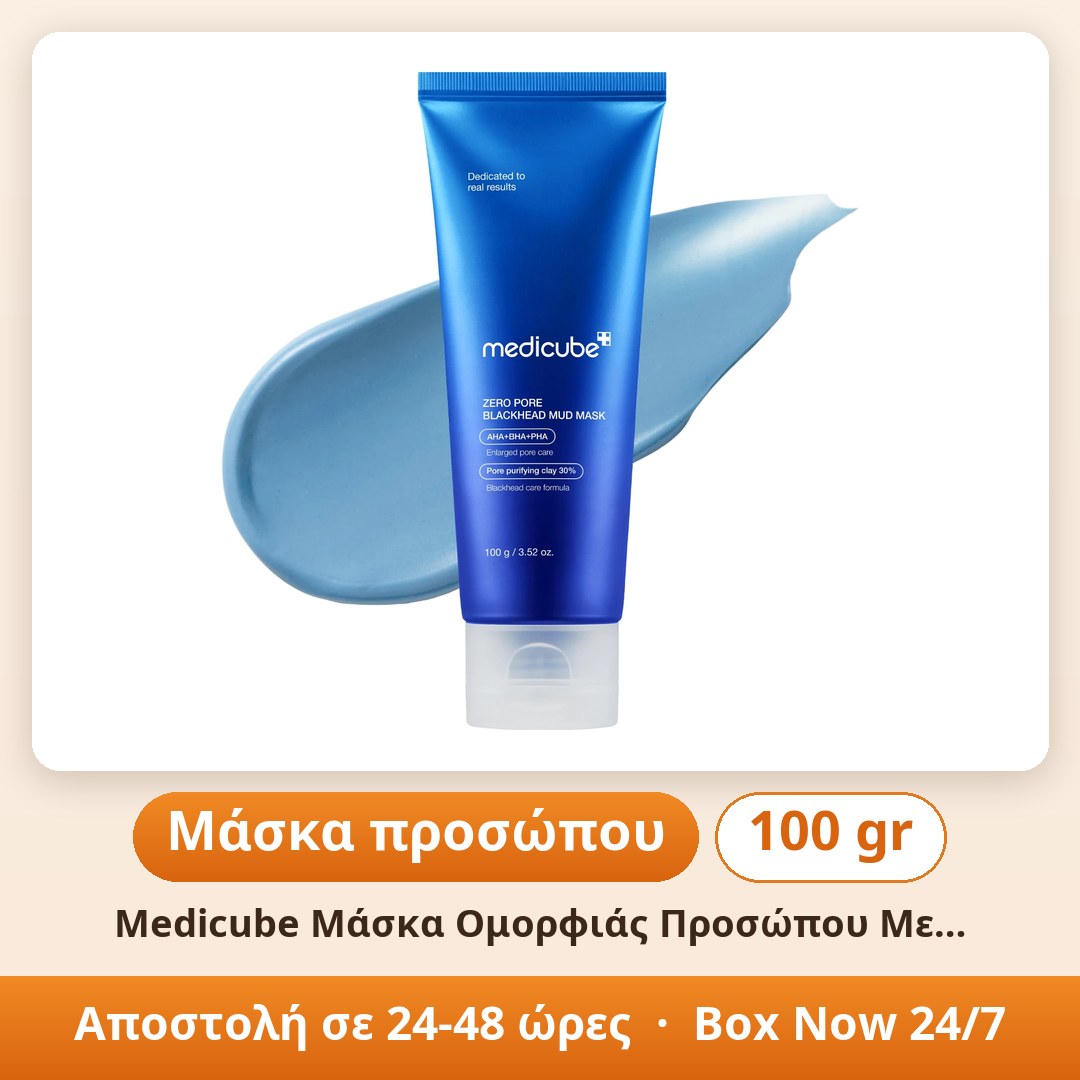 Dedicated to
real results
medicube
ZERO PORE
BLACKHEAD MUD MASK
AHA+BHA+PHA
Enlarged pore care
Pore purifying clay 30%
Blackhead care formula
100 g / 3.52 oz.
Μάσκα προσώπου 100 gr
Medicube Μάσκα Ομορφιάς Προσώπου Με...
Αποστολή σε 24-48 ώρες · Box Now 24/7